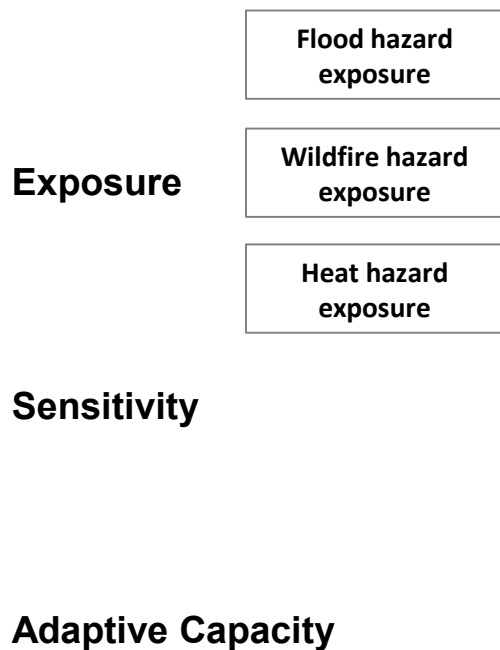 Flood hazard
exposure
Exposure
Wildfire hazard
exposure
Heat hazard
exposure
Sensitivity
Adaptive Capacity